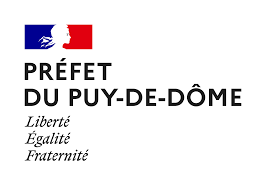 PRÉFET
DU PUY-DE-DÔME
Liberté
Égalité
Fraternité